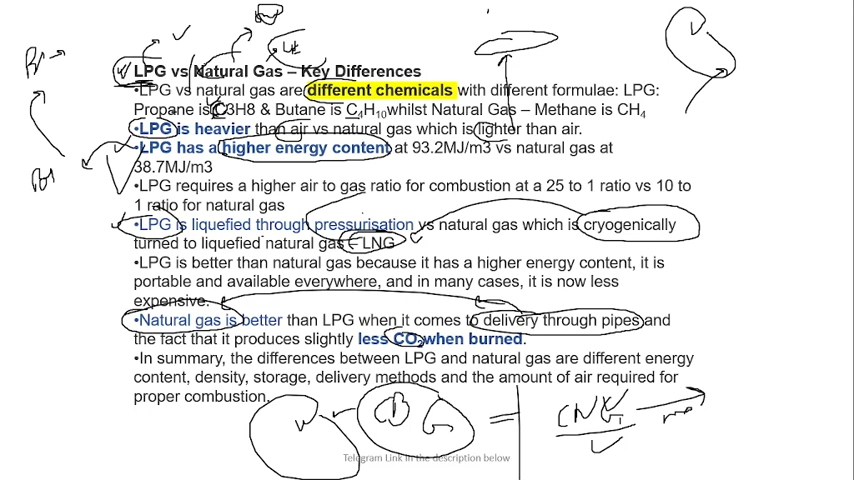 LPG vs Natural Gas – Key Differences
•LPG vs natural gas are different chemicals with different formulae: LPG:
Propane is C3H8 & Butane is C4H10 whilst Natural Gas – Methane is CH4
•LPG is heavier than air vs natural gas which is lighter than air.
•LPG has a higher energy content at 93.2MJ/m3 vs natural gas at
38.7MJ/m3
•LPG requires a higher air to gas ratio for combustion at a 25 to 1 ratio vs 10 to
1 ratio for natural gas
•LPG is liquefied through pressurisation vs natural gas which is cryogenically
turned to liquefied natural gas – LNG
•LPG is better than natural gas because it has a higher energy content, it is
portable and available everywhere, and in many cases, it is now less
expensive.
•Natural gas is better than LPG when it comes to delivery through pipes and
the fact that it produces slightly less CO2 when burned.
•In summary, the differences between LPG and natural gas are different energy
content, density, storage, delivery methods and the amount of air required for
proper combustion.
CBG = CNG
Telegram Link in the description below